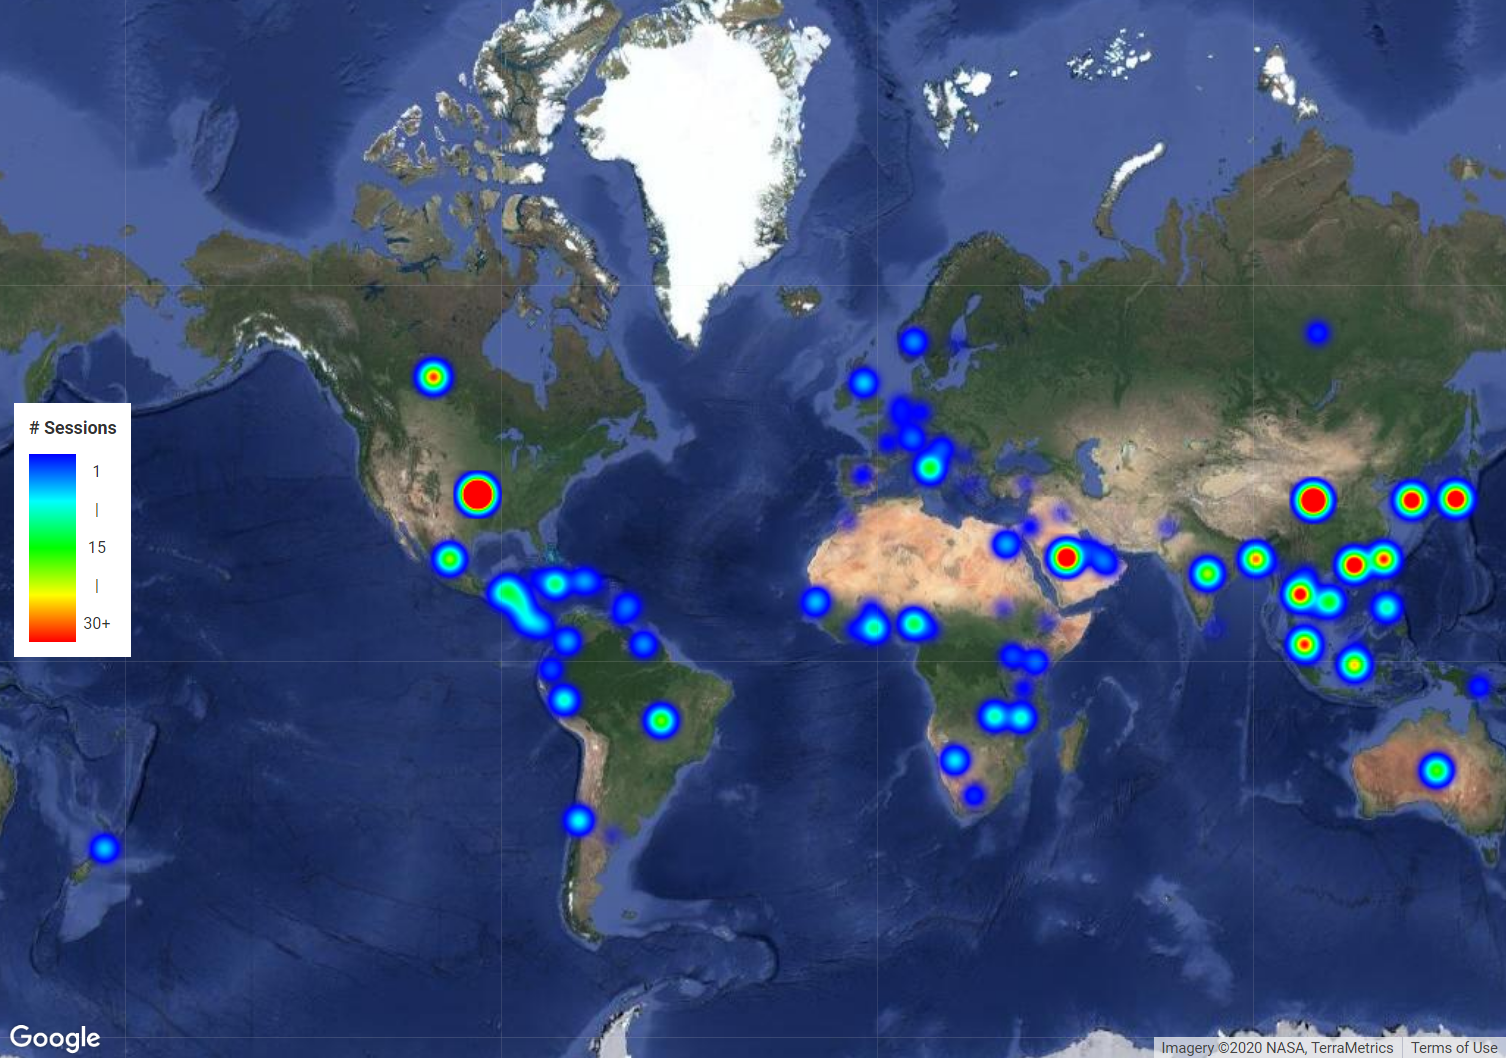 # Sessions
1
|
15
|
30+
Google
Imagery ©2020 NASA, TerraMetrics
Terms of Use